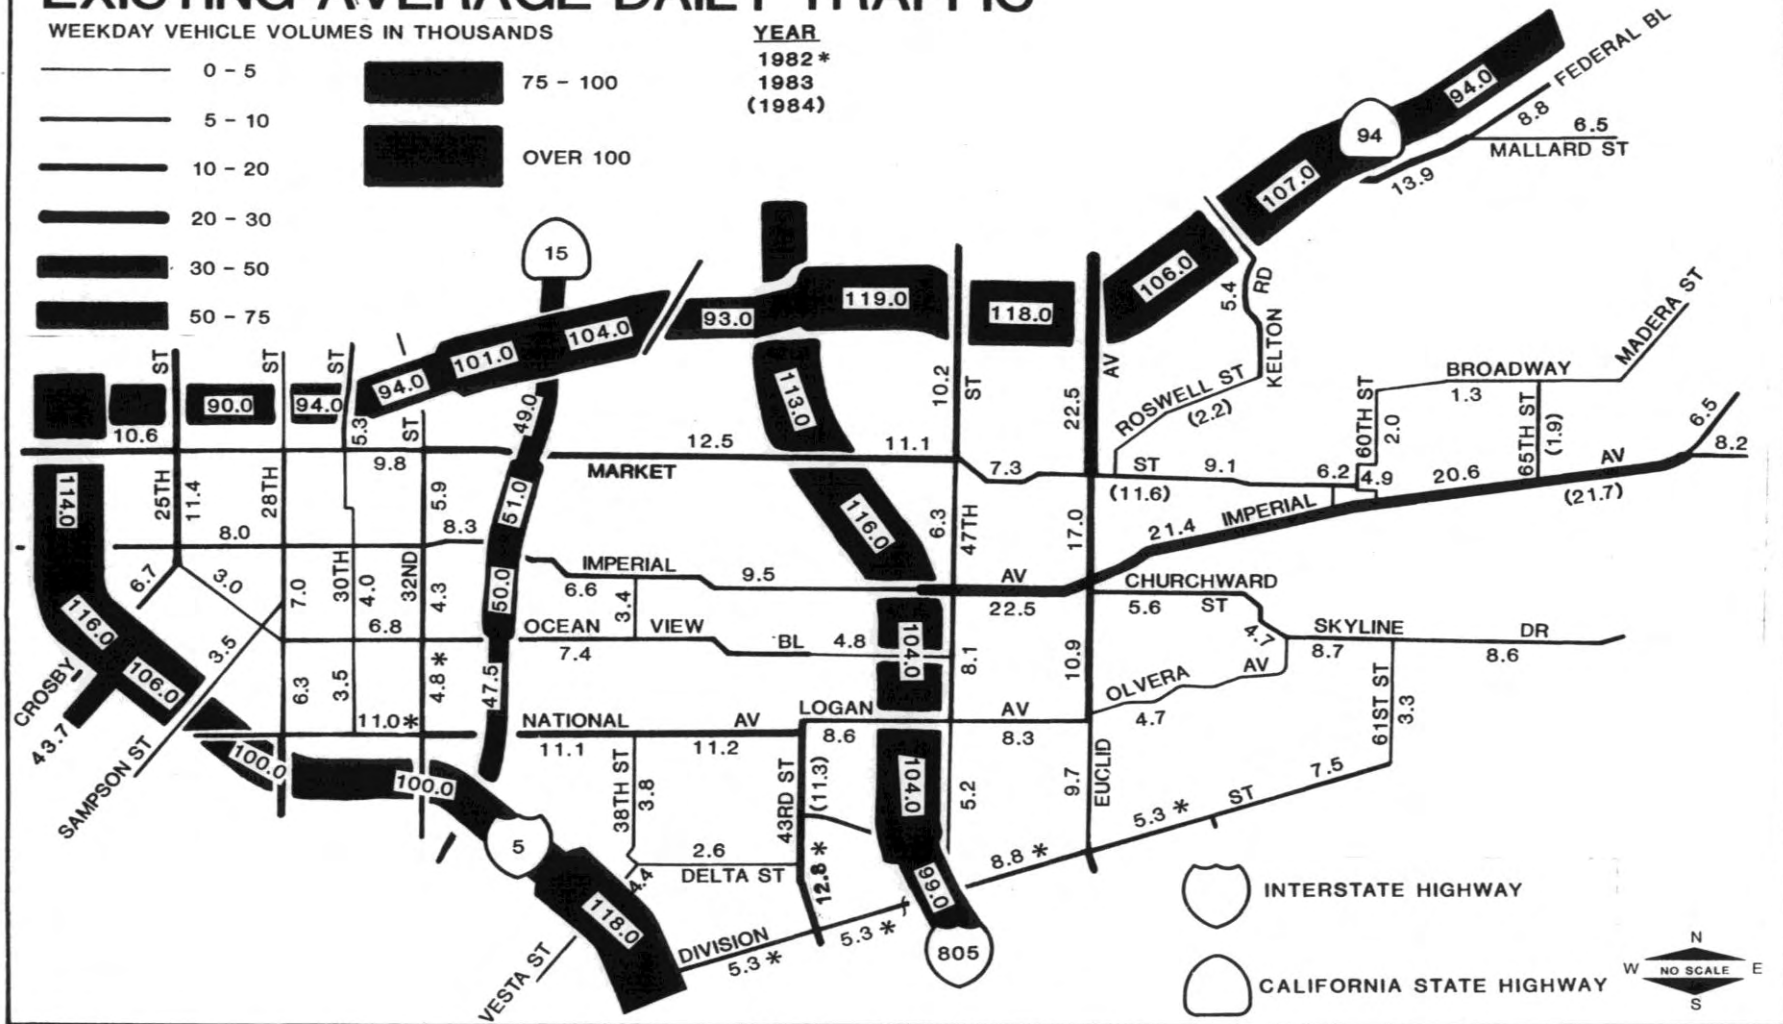 EXISTING AVERAGE DAILY TRAFFIC
WEEKDAY VEHICLE VOLUMES IN THOUSANDS
0 - 5
5 - 10
10 - 20
20 - 30
30 - 50
50 - 75
75 - 100
OVER 100
YEAR
1982 *
1983
(1984)
94.0
FEDERAL BL
8.8
6.5
MALLARD ST
94
13.9
107.0
15
106.0
5.4
KELTON RD
119.0
118.0
93.0
104.0
101.0
94.0
94.0
90.0
10.6
ST
ST
ST
ST
5.3
49.0
113.0
10.2
ST
22.5
AV
ROSWELL ST
(2.2)
MADERA ST
BROADWAY
1.3
60TH ST
2.0
65TH ST
(1.9)
6.5
8.2
AV
12.5
11.1
MARKET
7.3
ST
9.1
(11.6)
6.2
4.9
20.6
(21.7)
9.8
114.0
25TH
11.4
28TH
5.9
51.0
116.0
6.3
47TH
17.0
21.4
IMPERIAL
8.0
8.3
6.7
3.0
7.0
30TH
4.0
32ND
4.3
50.0
IMPERIAL
6.6
9.5
AV
22.5
3.4
CHURCHWARD
5.6
ST
4.7
SKYLINE
DR
8.7
8.6
116.0
3.5
6.8
OCEAN
VIEW
BL
7.4
4.8
104.0
8.1
10.9
OLVERA
AV
4.7
61ST ST
3.3
CROSBY
43.7
106.0
6.3
3.5
4.8 *
47.5
11.0 *
NATIONAL
AV
11.1
11.2
LOGAN
AV
8.6
8.3
SAMPSON ST
100.0
100.0
38TH ST
3.8
43RD ST
(11.3)
104.0
5.2
9.7
EUCLID
7.5
ST
5.3 *
5
2.6
DELTA ST
4.4
12.8 *
8.8 *
99.0
118.0
DIVISION
5.3 *
5.3 *
VESTA ST
805
INTERSTATE HIGHWAY
CALIFORNIA STATE HIGHWAY
N
W
NO SCALE
E
S